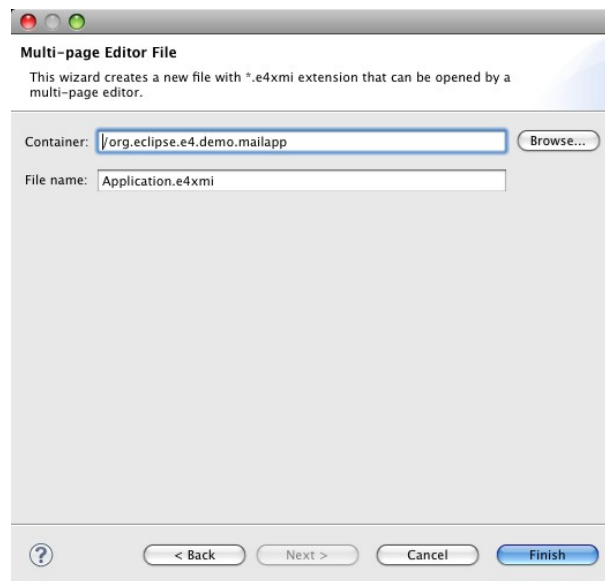 Multi-page Editor File
This wizard creates a new file with *.e4xmi extension that can be opened by a
multi-page editor.
Container: /org.eclipse.e4.demo.mailapp Browse...
File name: Application.e4xmi
? < Back Next > Cancel Finish